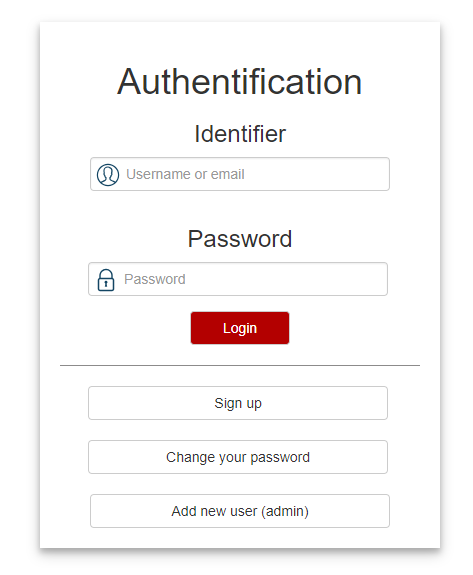 Authentification
Identifier
Username or email
Password
Password
Login
Sign up
Change your password
Add new user (admin)